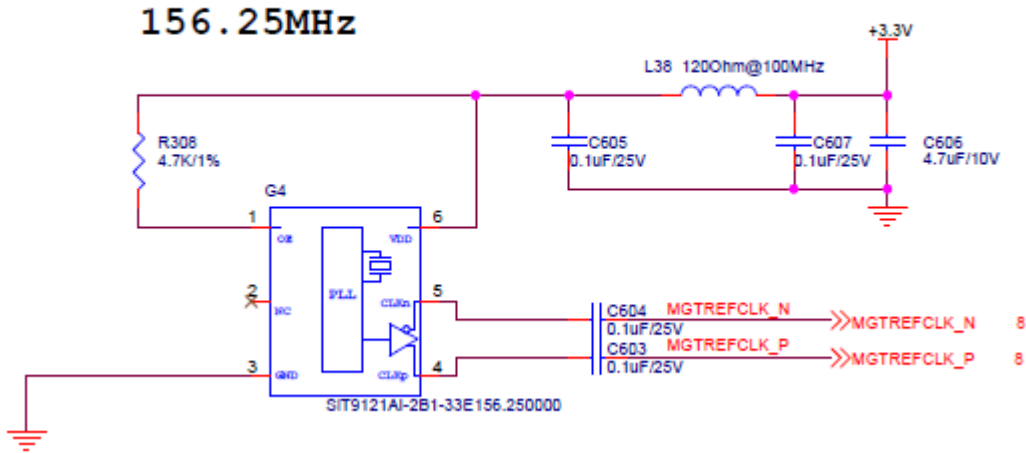 156.25MHz
+3.3V
L38 120Ohm@100MHz
R308
4.7K/1%
C605
0.1uF/25V
C607
0.1uF/25V
C606
4.7uF/10V
G4
1
OE
6
VDD
2
NC
PLL
5
CLKn
3
GND
4
CLKp
SIT9121AI-2B1-33E156.250000
C604
0.1uF/25V
MGTREFCLK_N
MGTREFCLK_N 8
C603
0.1uF/25V
MGTREFCLK_P
MGTREFCLK_P 8